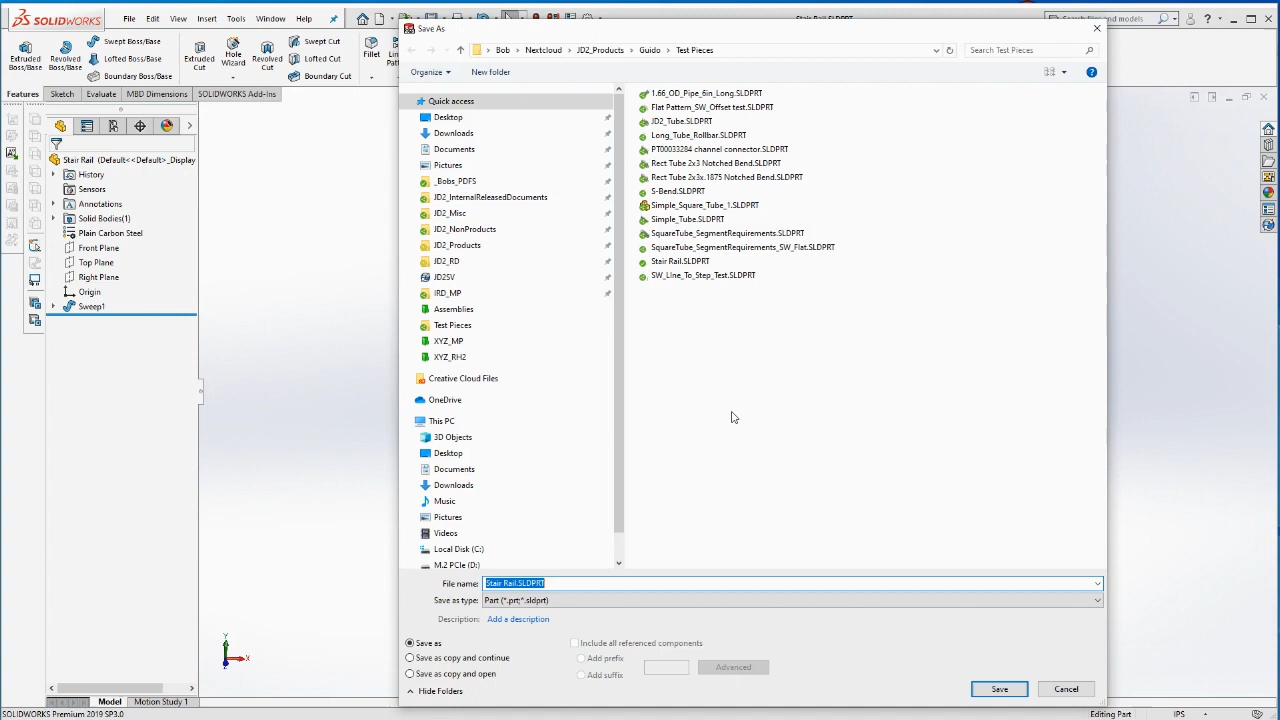 SOLIDWORKS File Edit View Insert Tools Window Help
Stair Rail.SLDPRT
Search files and models
Extruded Boss/Base
Revolved Boss/Base
Swept Boss/Base
Lofted Boss/Base
Boundary Boss/Base
Extruded Cut
Hole Wizard
Revolved Cut
Swept Cut
Lofted Cut
Boundary Cut
Fillet
Features Sketch Evaluate MBD Dimensions SOLIDWORKS Add-Ins
Stair Rail (Default<<Default>_Display
History
Sensors
Annotations
Solid Bodies(1)
Plain Carbon Steel
Front Plane
Top Plane
Right Plane
Origin
Sweep1
Save As
Bob > Nextcloud > JD2_Products > Guido > Test Pieces
Search Test Pieces
Organize New folder
Quick access
Desktop
Downloads
Documents
Pictures
_Bobs_PDFS
JD2_InternalReleasedDocuments
JD2_Misc
JD2_NonProducts
JD2_Products
JD2_RD
JD2SV
IRD_MP
Assemblies
Test Pieces
XYZ_MP
XYZ_RH2
Creative Cloud Files
OneDrive
This PC
3D Objects
Desktop
Documents
Downloads
Music
Pictures
Videos
Local Disk (C:)
M.2 PCIe (D:)
1.66_OD_Pipe_6in_Long.SLDPRT
Flat Pattern_SW_Offset test.SLDPRT
JD2_Tube.SLDPRT
Long_Tube_Rollbar.SLDPRT
PT00033284 channel connector.SLDPRT
Rect Tube 2x3 Notched Bend.SLDPRT
Rect Tube 2x3x.1875 Notched Bend.SLDPRT
S-Bend.SLDPRT
Simple_Square_Tube_1.SLDPRT
Simple_Tube.SLDPRT
SquareTube_SegmentRequirements.SLDPRT
SquareTube_SegmentRequirements_SW_Flat.SLDPRT
Stair Rail.SLDPRT
SW_Line_To_Step_Test.SLDPRT
File name: Stair Rail.SLDPRT
Save as type: Part (*.prt;*.sldprt)
Description: Add a description
Save as
Save as copy and continue
Save as copy and open
Include all referenced components
Add prefix
Add suffix
Advanced
Hide Folders
Save Cancel
Y
X
Z
Model Motion Study 1
SOLIDWORKS Premium 2019 SP3.0
Editing Part IPS